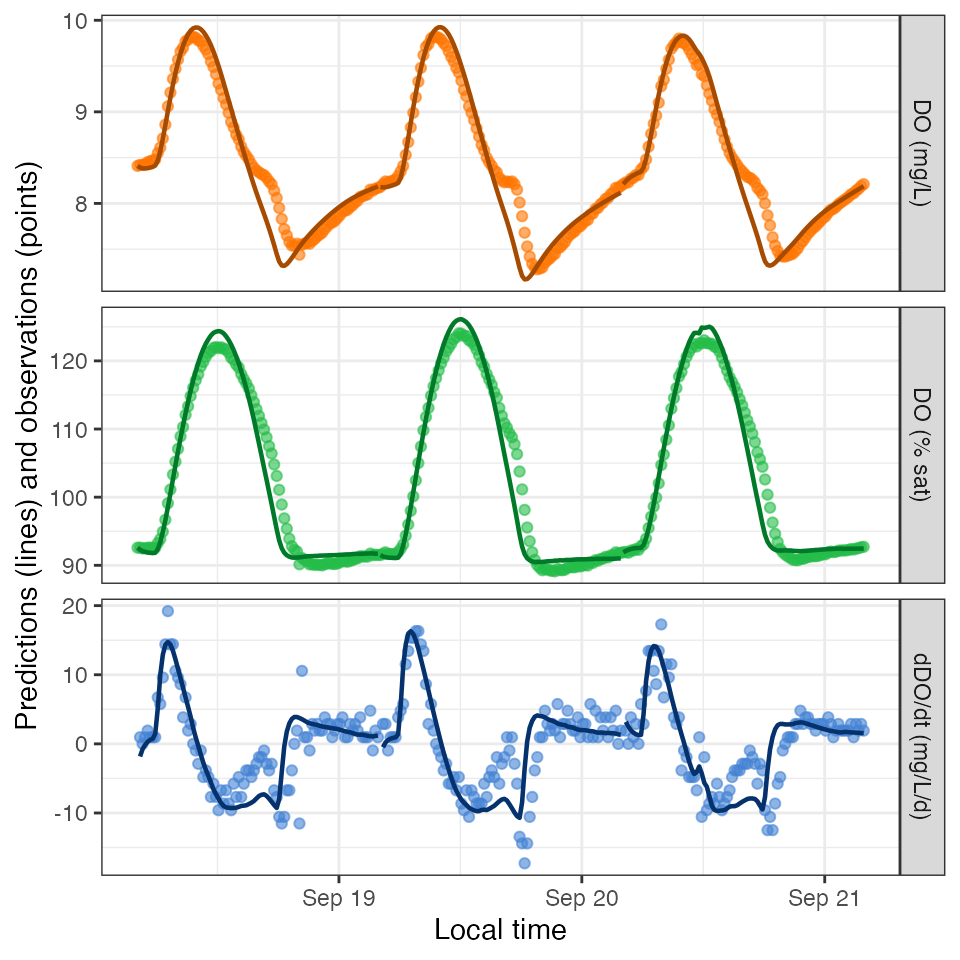 Predictions (lines) and observations (points)
10
9
8
DO (mg/L)
120
110
100
90
DO (% sat)
20
10
0
-10
dDO/dt (mg/L/d)
Sep 19
Sep 20
Sep 21
Local time